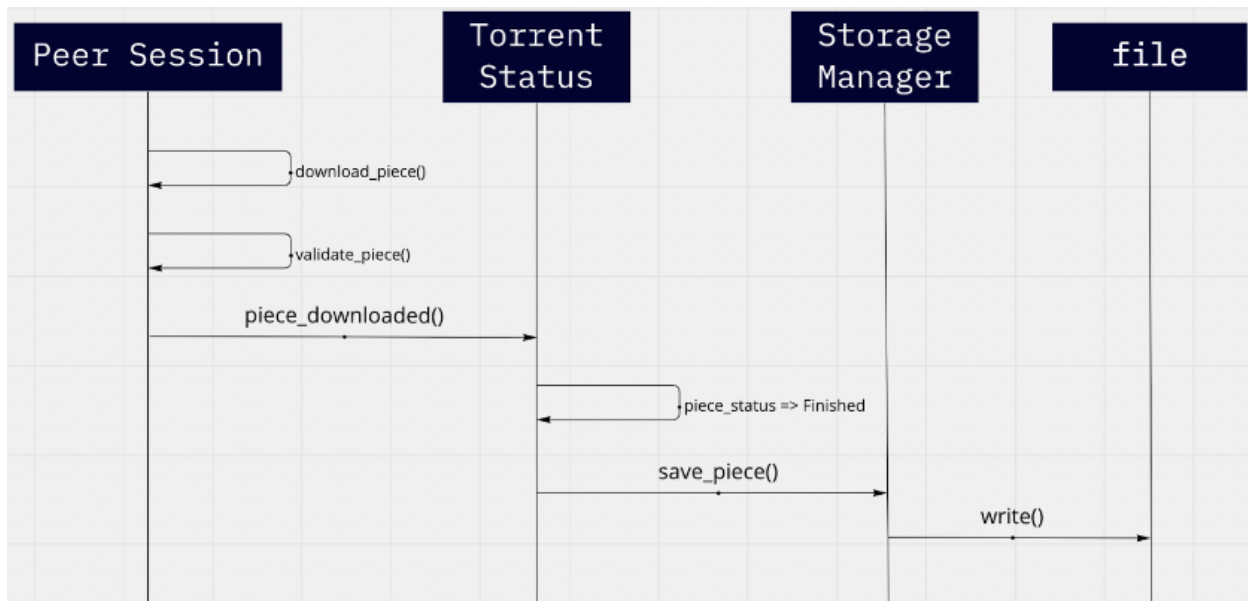 Peer Session
Torrent
Status
Storage
Manager
file
download_piece()
validate_piece()
piece_downloaded()
piece_status => Finished
save_piece()
write()